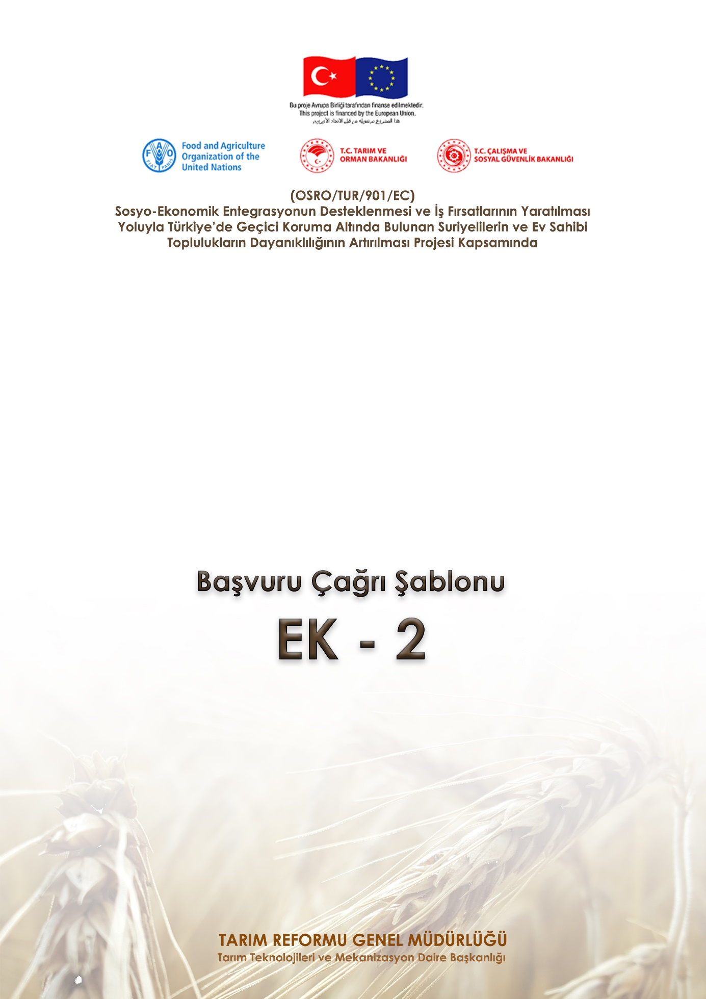 Bu proje Avrupa Birliği tarafından finanse edilmektedir.
This project is financed by the European Union.
هذا المشروع تم تمويله من قبل الاتحاد الأوروبي
FAO
FIAT PANIS
Food and Agriculture
Organization of the
United Nations
T.C. TARIM VE
ORMAN BAKANLIĞI
T.C. ÇALIŞMA VE
SOSYAL GÜVENLİK BAKANLIĞI
(OSRO/TUR/901/EC)
Sosyo-Ekonomik Entegrasyonun Desteklenmesi ve İş Fırsatlarının Yaratılması
Yoluyla Türkiye’de Geçici Koruma Altında Bulunan Suriyelilerin ve Ev Sahibi
Toplulukların Dayanıklılığının Artırılması Projesi Kapsamında
Başvuru Çağrı Şablonu
EK - 2
TARIM REFORMU GENEL MÜDÜRLÜĞÜ
Tarım Teknolojileri ve Mekanizasyon Daire Başkanlığı